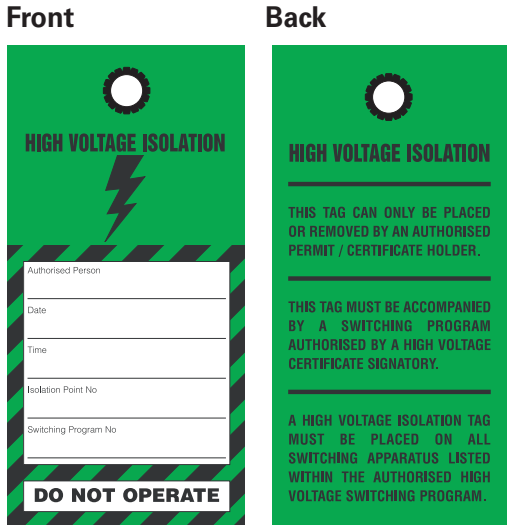 Front
HIGH VOLTAGE ISOLATION
Authorised Person
Date
Time
Isolation Point No
Switching Program No
DO NOT OPERATE
Back
HIGH VOLTAGE ISOLATION
THIS TAG CAN ONLY BE PLACED
OR REMOVED BY AN AUTHORISED
PERMIT / CERTIFICATE HOLDER.
THIS TAG MUST BE ACCOMPANIED
BY A SWITCHING PROGRAM
AUTHORISED BY A HIGH VOLTAGE
CERTIFICATE SIGNATORY.
A HIGH VOLTAGE ISOLATION TAG
MUST BE PLACED ON ALL
SWITCHING APPARATUS LISTED
WITHIN THE AUTHORISED HIGH
VOLTAGE SWITCHING PROGRAM.